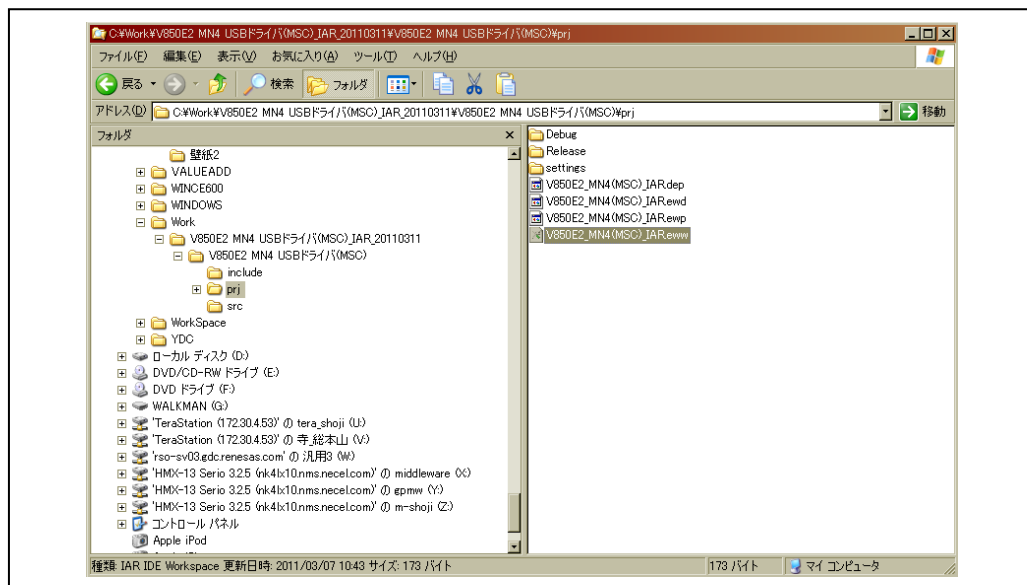 C:¥Work¥V850E2 MN4 USBドライバ(MSC)_IAR_20110311¥V850E2 MN4 USBドライバ(MSC)¥prj
ファイル(F) 編集(E) 表示(V) お気に入り(A) ツール(T) ヘルプ(H)
戻る 検索 フォルダ
アドレス(D) C:¥Work¥V850E2 MN4 USBドライバ(MSC)_IAR_20110311¥V850E2 MN4 USBドライバ(MSC)¥prj 移動
フォルダ
壁紙2
VALUEADD
WINCE600
WINDOWS
Work
V850E2 MN4 USBドライバ(MSC)_IAR_20110311
V850E2 MN4 USBドライバ(MSC)
include
prj
src
WorkSpace
YDC
ローカル ディスク (D:)
DVD/CD-RW ドライブ (E:)
DVD ドライブ (F:)
WALKMAN (G:)
'TeraStation (172.30.4.53)' の tera_shoji (U:)
'TeraStation (172.30.4.53)' の 寺_総本山 (V:)
'rso-sv03.gdc.renesas.com' の 汎用3 (W:)
'HMX-13 Serio 3.2.5 (nk4lx10.nms.necel.com)' の middleware (X:)
'HMX-13 Serio 3.2.5 (nk4lx10.nms.necel.com)' の gpmw (Y:)
'HMX-13 Serio 3.2.5 (nk4lx10.nms.necel.com)' の m-shoji (Z:)
コントロール パネル
Apple iPod
Debug
Release
settings
V850E2_MN4(MSC)_IAR.dep
V850E2_MN4(MSC)_IAR.ewd
V850E2_MN4(MSC)_IAR.ewp
V850E2_MN4(MSC)_IAR.eww
種類: IAR IDE Workspace 更新日時: 2011/03/07 10:43 サイズ: 173 バイト 173 バイト マイ コンピュータ